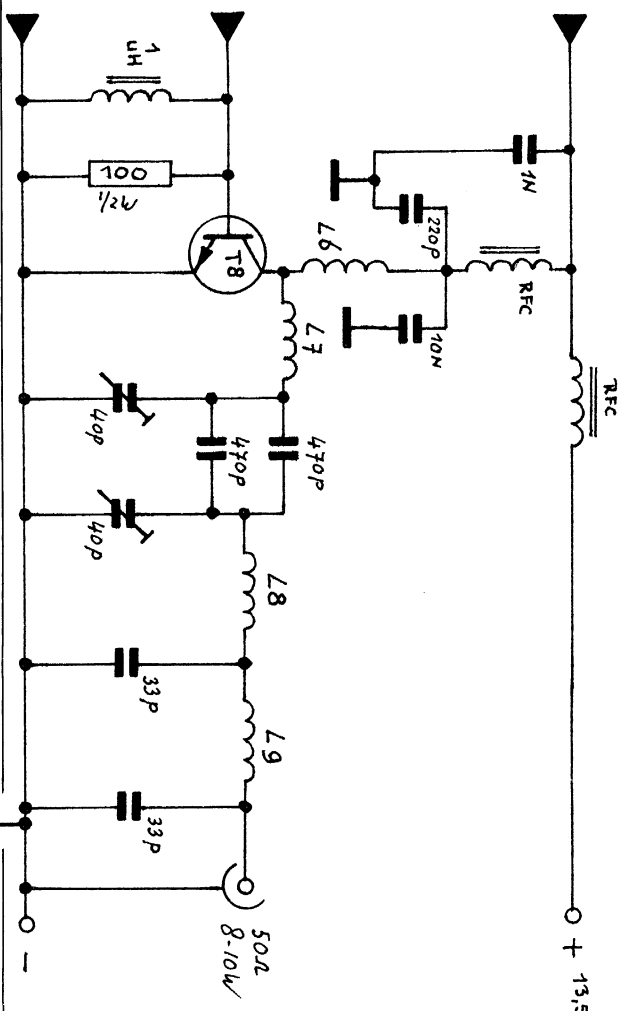 1
uH
100
1/2W
T8
L6
220p
1N
RFC
RFC
10N
L7
40p
470p
470p
40p
L8
33p
L9
33p
50Ω
8-10W
−
+ 13,5